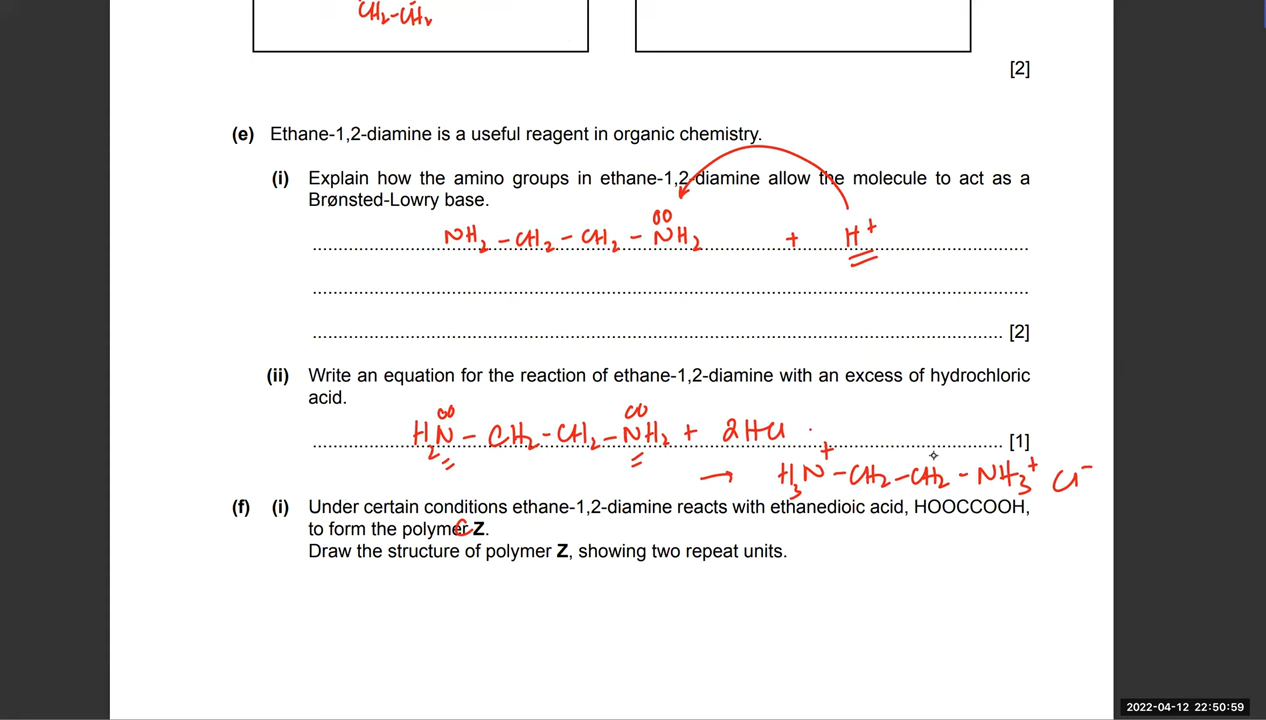 CH2-CH2
[2]
(e) Ethane-1,2-diamine is a useful reagent in organic chemistry.
(i) Explain how the amino groups in ethane-1,2-diamine allow the molecule to act as a
Brønsted-Lowry base.
NH2 - CH2 - CH2 - NH2 + H+
[2]
(ii) Write an equation for the reaction of ethane-1,2-diamine with an excess of hydrochloric
acid.
H2N - CH2 - CH2 - NH2 + 2HCl
[1]
→ H3N+ - CH2 - CH2 - NH3+ Cl-
(f) (i) Under certain conditions ethane-1,2-diamine reacts with ethanedioic acid, HOOCCOOH,
to form the polymer Z.
Draw the structure of polymer Z, showing two repeat units.
2022-04-12 22:50:59